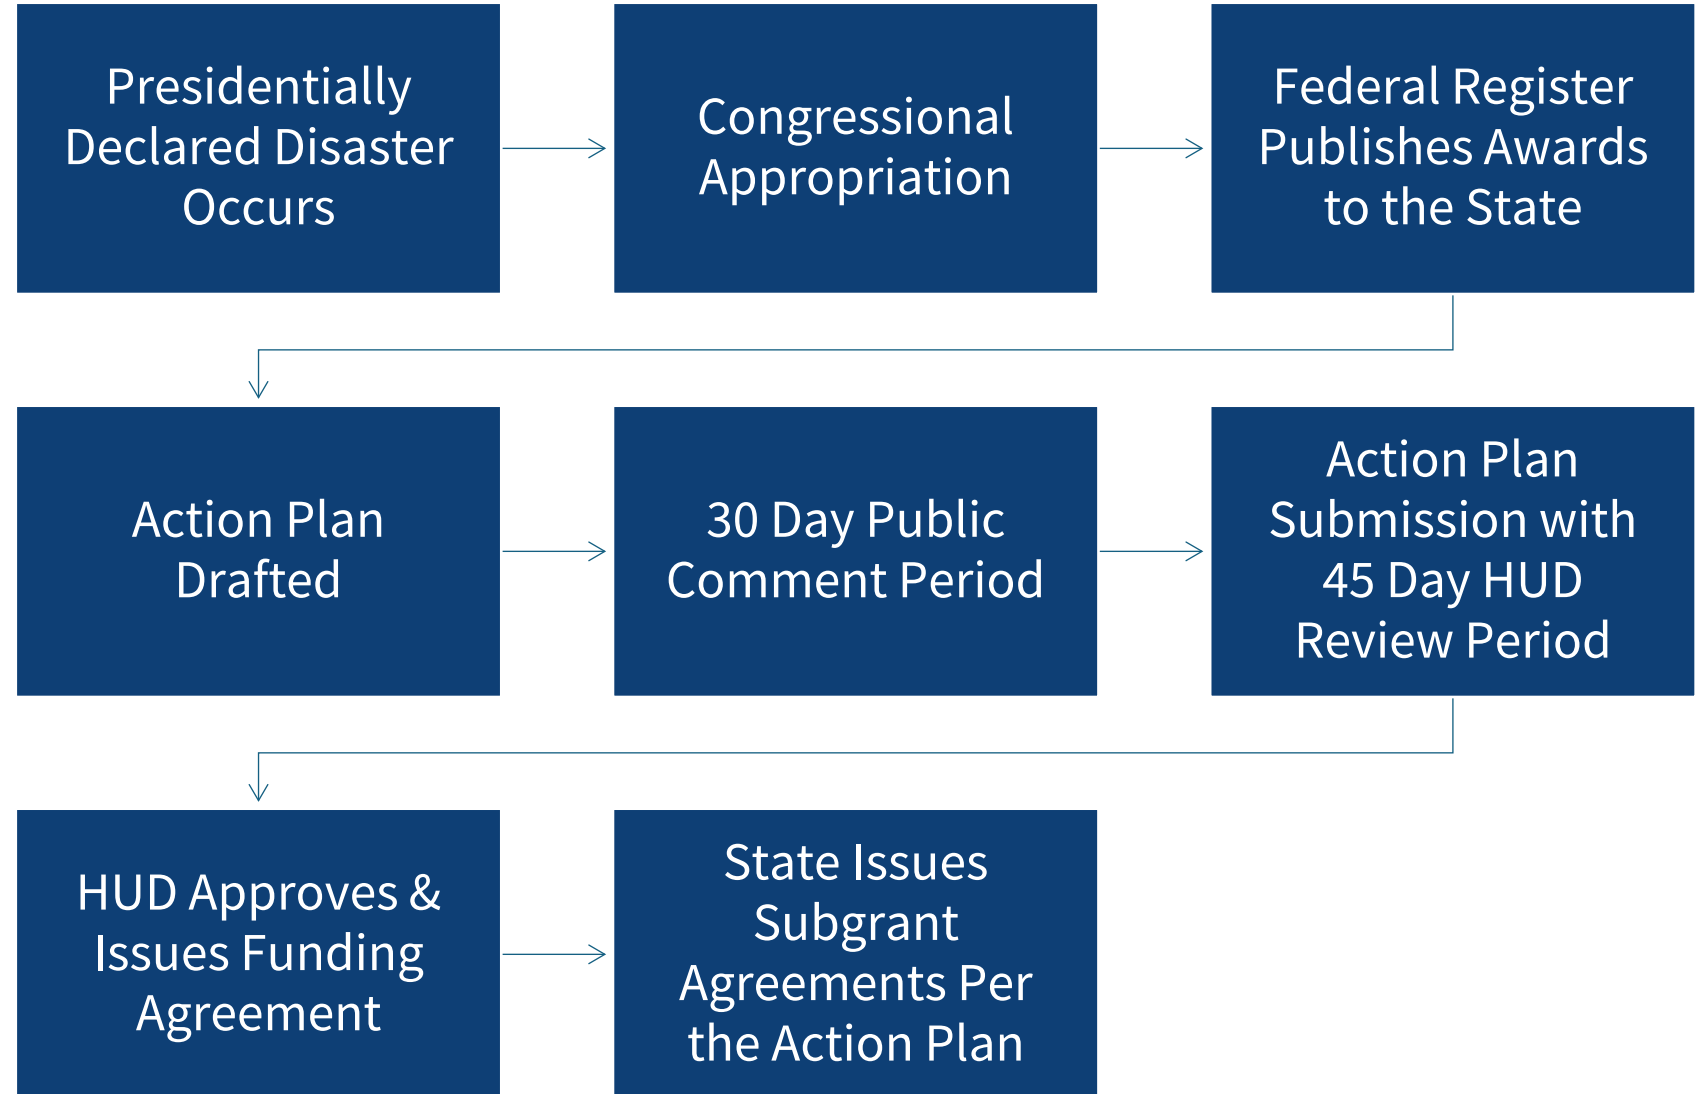 Presidentially
Declared Disaster
Occurs
Congressional
Appropriation
Federal Register
Publishes Awards
to the State
Action Plan
Drafted
30 Day Public
Comment Period
Action Plan
Submission with
45 Day HUD
Review Period
HUD Approves &
Issues Funding
Agreement
State Issues
Subgrant
Agreements Per
the Action Plan